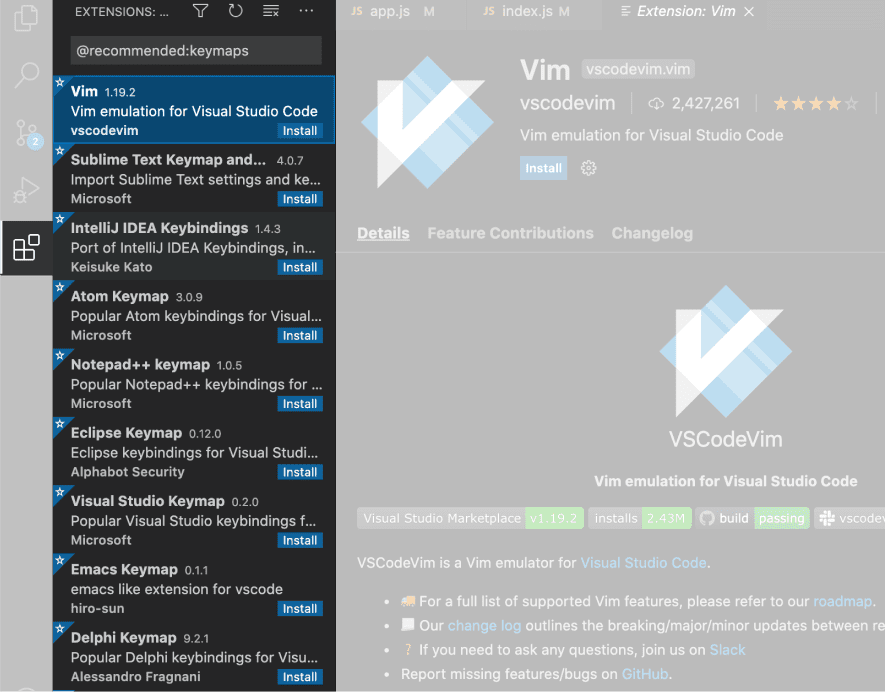 EXTENSIONS: ...
@recommended:keymaps
Vim 1.19.2
Vim emulation for Visual Studio Code
vscodevim Install
Sublime Text Keymap and... 4.0.7
Import Sublime Text settings and ke...
Microsoft Install
IntelliJ IDEA Keybindings 1.4.3
Port of IntelliJ IDEA Keybindings, in...
Keisuke Kato Install
Atom Keymap 3.0.9
Popular Atom keybindings for Visual...
Microsoft Install
Notepad++ keymap 1.0.5
Popular Notepad++ keybindings for ...
Microsoft Install
Eclipse Keymap 0.12.0
Eclipse keybindings for Visual Studi...
Alphabot Security Install
Visual Studio Keymap 0.2.0
Popular Visual Studio keybindings f...
Microsoft Install
Emacs Keymap 0.1.1
emacs like extension for vscode
hiro-sun Install
Delphi Keymap 9.2.1
Popular Delphi keybindings for Visu...
Alessandro Fragnani Install
2
JS app.js M JS index.js M Extension: Vim
Vim vscodevim.vim
vscodevim 2,427,261
Vim emulation for Visual Studio Code
Install
Details Feature Contributions Changelog
VSCodeVim
Vim emulation for Visual Studio Code
Visual Studio Marketplace v1.19.2 installs 2.43M build passing vscodev
VSCodeVim is a Vim emulator for Visual Studio Code.
• 🚚 For a full list of supported Vim features, please refer to our roadmap.
• 📃 Our change log outlines the breaking/major/minor updates between re
• ? If you need to ask any questions, join us on Slack
• Report missing features/bugs on GitHub.